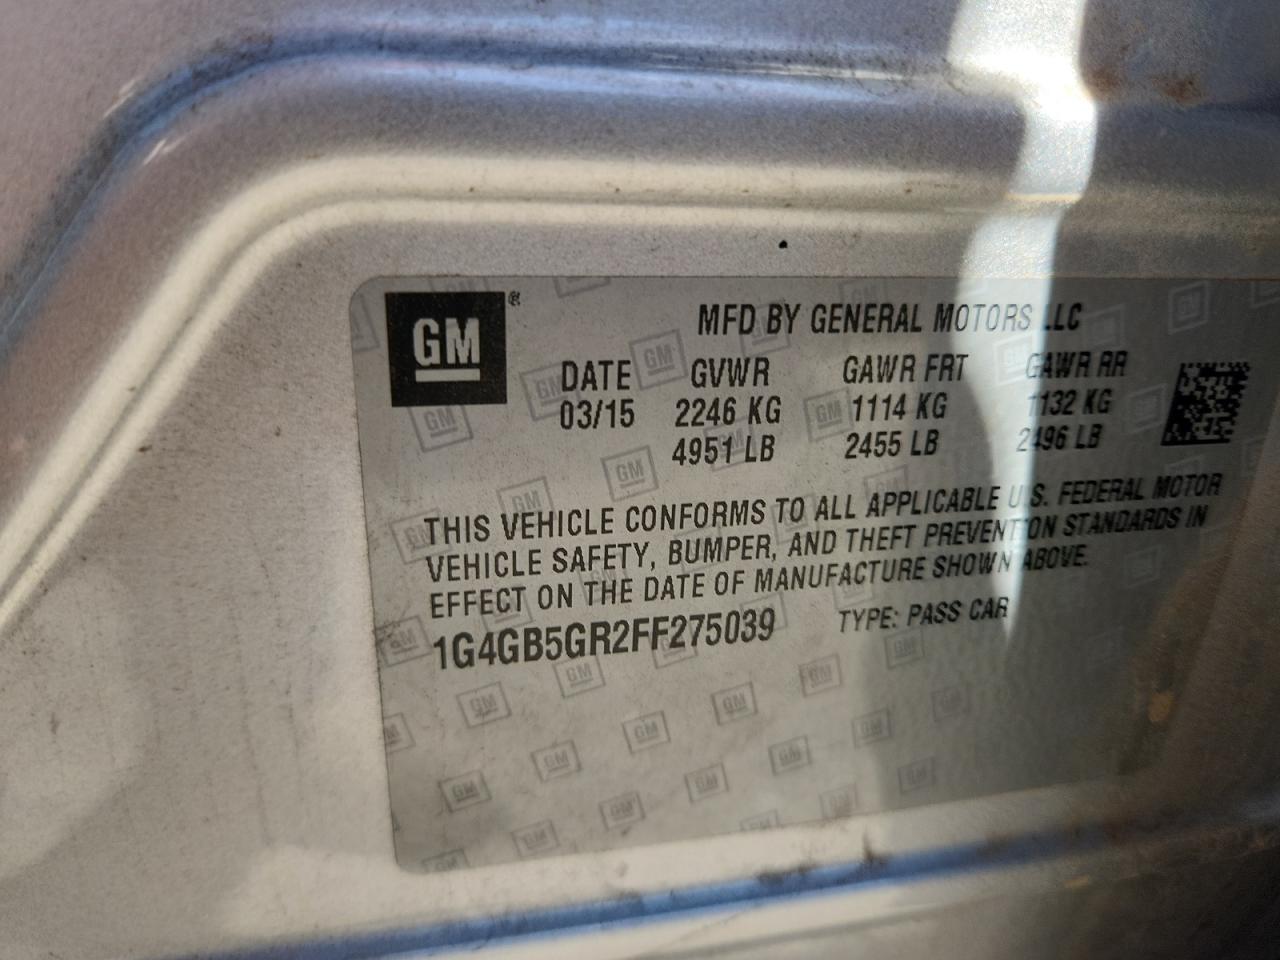 GM®
MFD BY GENERAL MOTORS LLC
DATE GVWR GAWR FRT GAWR RR
03/15 2246 KG 1114 KG 1132 KG
4951 LB 2455 LB 2496 LB
THIS VEHICLE CONFORMS TO ALL APPLICABLE U.S. FEDERAL MOTOR
VEHICLE SAFETY, BUMPER, AND THEFT PREVENTION STANDARDS IN
EFFECT ON THE DATE OF MANUFACTURE SHOWN ABOVE.
1G4GB5GR2FF275039 TYPE: PASS CAR